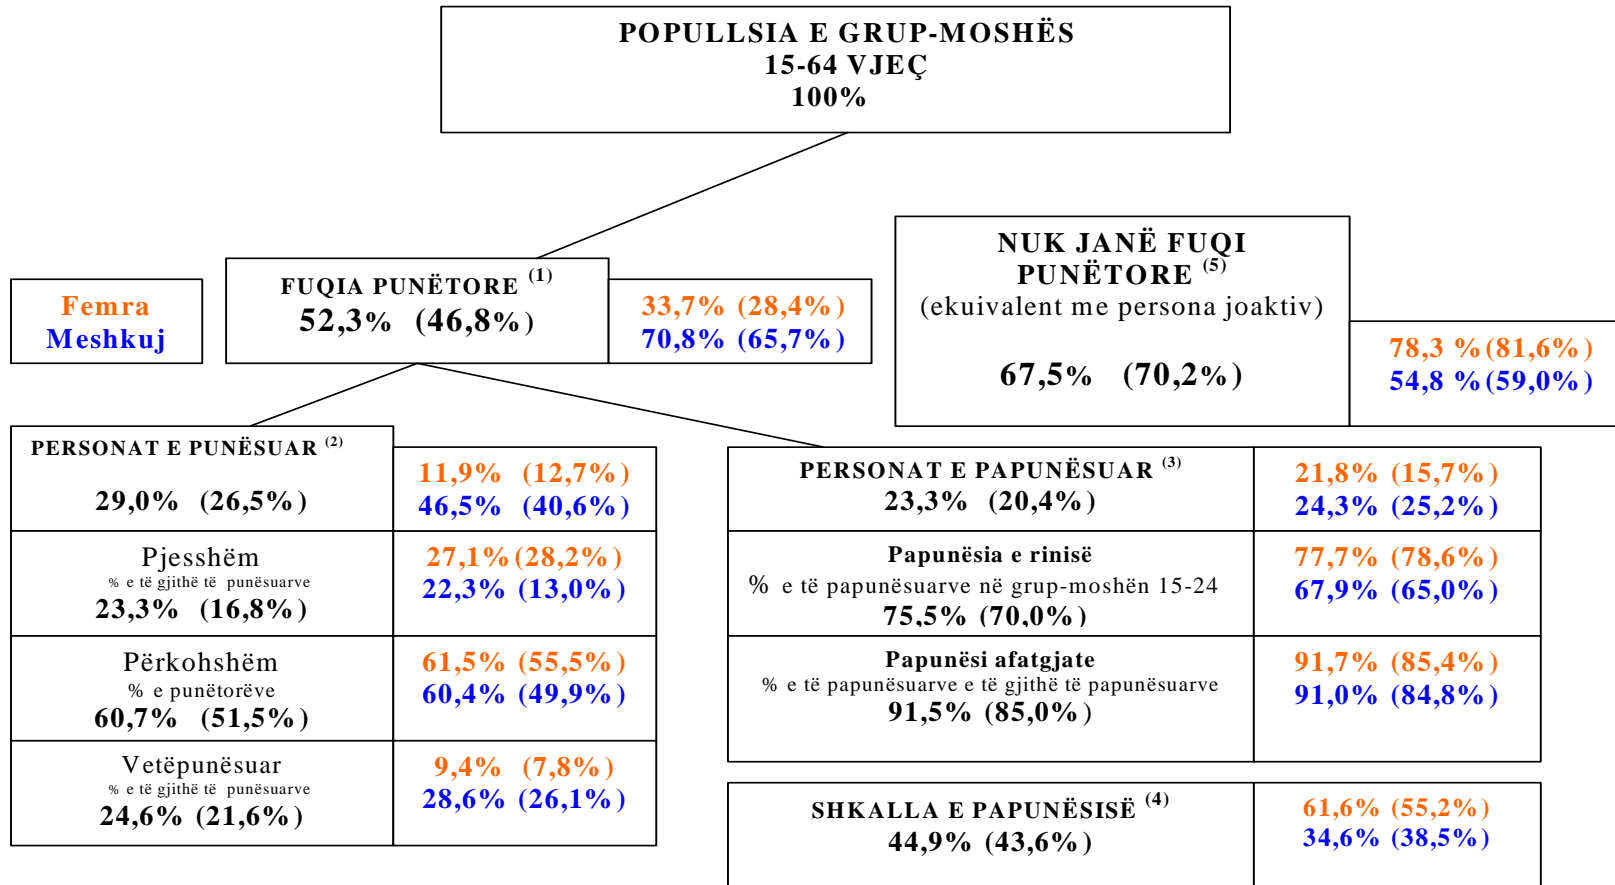 POPULLSIA E GRUP-MOSHËS
15-64 VJEÇ
100%
Femra
Meshkuj
FUQIA PUNËTORE (1)
52,3% (46,8%)
33,7% (28,4%)
70,8% (65,7%)
NUK JANË FUQI
PUNËTORE (5)
(ekuivalent me persona joaktiv)
67,5% (70,2%)
78,3 % (81,6%)
54,8 % (59,0%)
PERSONAT E PUNËSUAR (2)
29,0% (26,5%)
11,9% (12,7%)
46,5% (40,6%)
Pjesshëm
% e të gjithë të punësuarve
23,3% (16,8%)
27,1% (28,2%)
22,3% (13,0%)
Përkohshëm
% e punëtorëve
60,7% (51,5%)
61,5% (55,5%)
60,4% (49,9%)
Vetëpunësuar
% e të gjithë të punësuarve
24,6% (21,6%)
9,4% (7,8%)
28,6% (26,1%)
PERSONAT E PAPUNËSUAR (3)
23,3% (20,4%)
21,8% (15,7%)
24,3% (25,2%)
Papunësia e rinisë
% e të papunësuarve në grup-moshën 15-24
75,5% (70,0%)
77,7% (78,6%)
67,9% (65,0%)
Papunësi afatgjate
% e të papunësuarve e të gjithë të papunësuarve
91,5% (85,0%)
91,7% (85,4%)
91,0% (84,8%)
SHKALLA E PAPUNËSISË (4)
44,9% (43,6%)
61,6% (55,2%)
34,6% (38,5%)